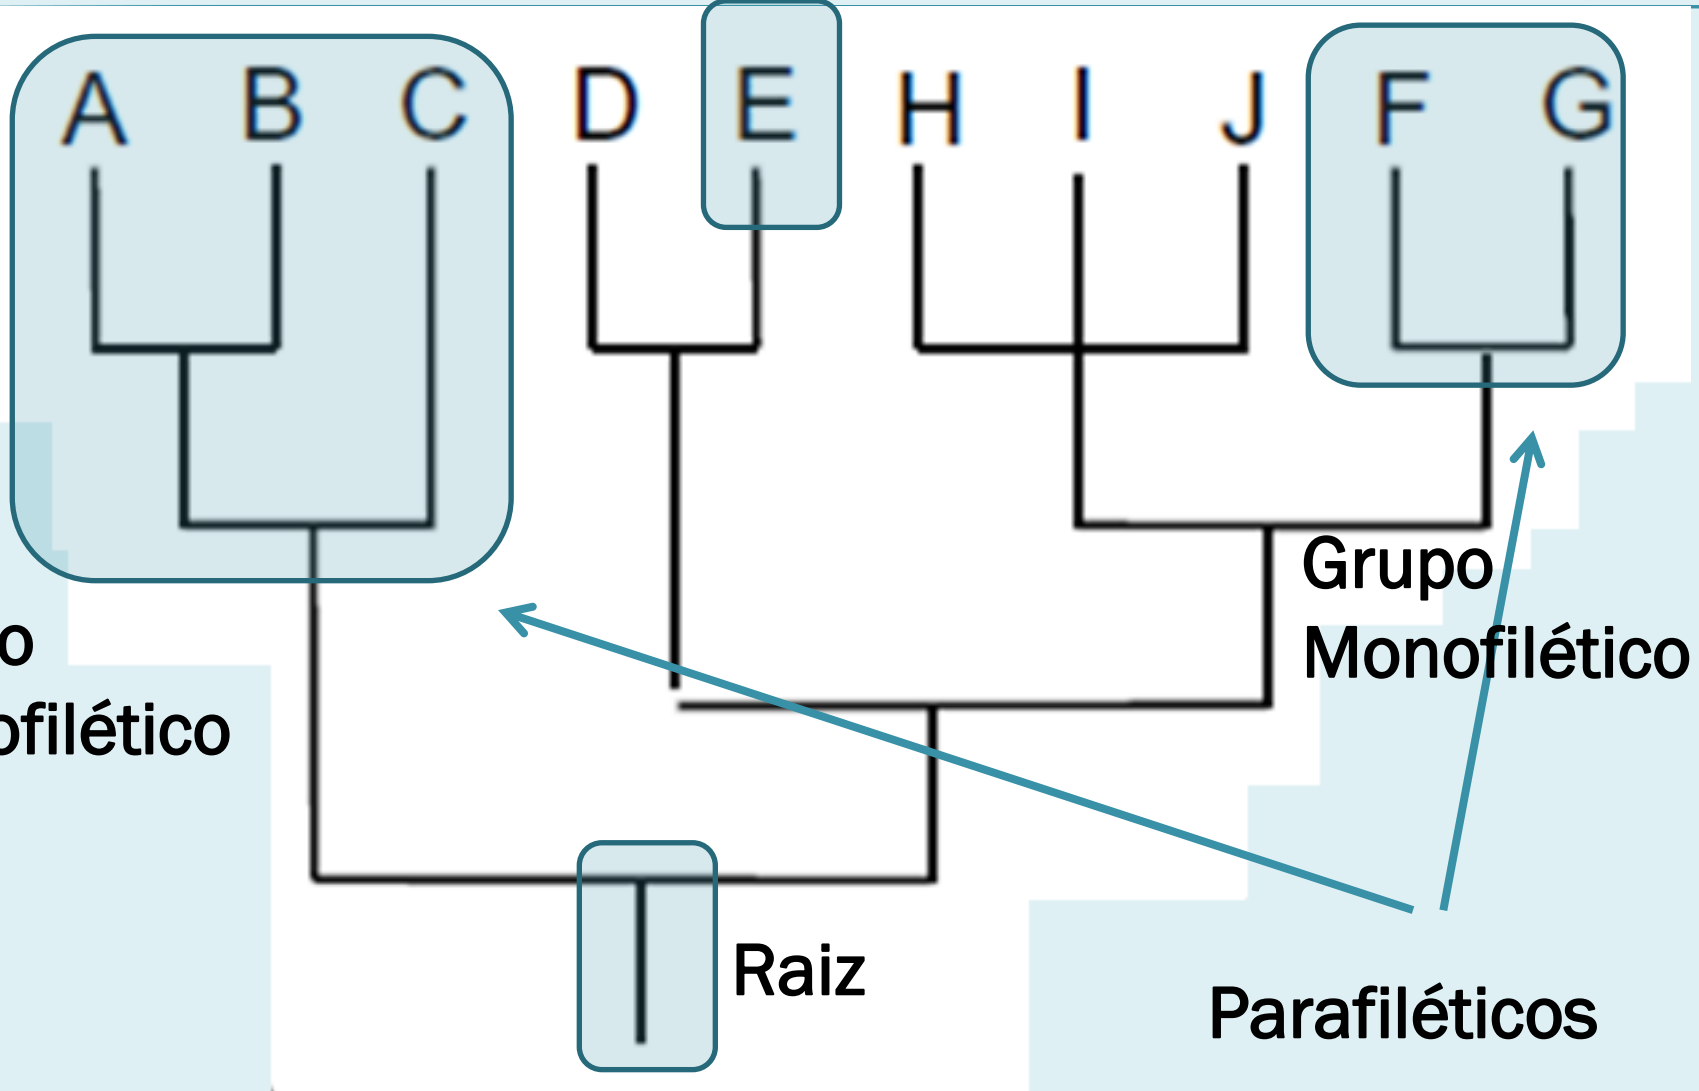 A B C D E H I J F G
Grupo
Monofilético
o
ofilético
Raiz
Parafiléticos